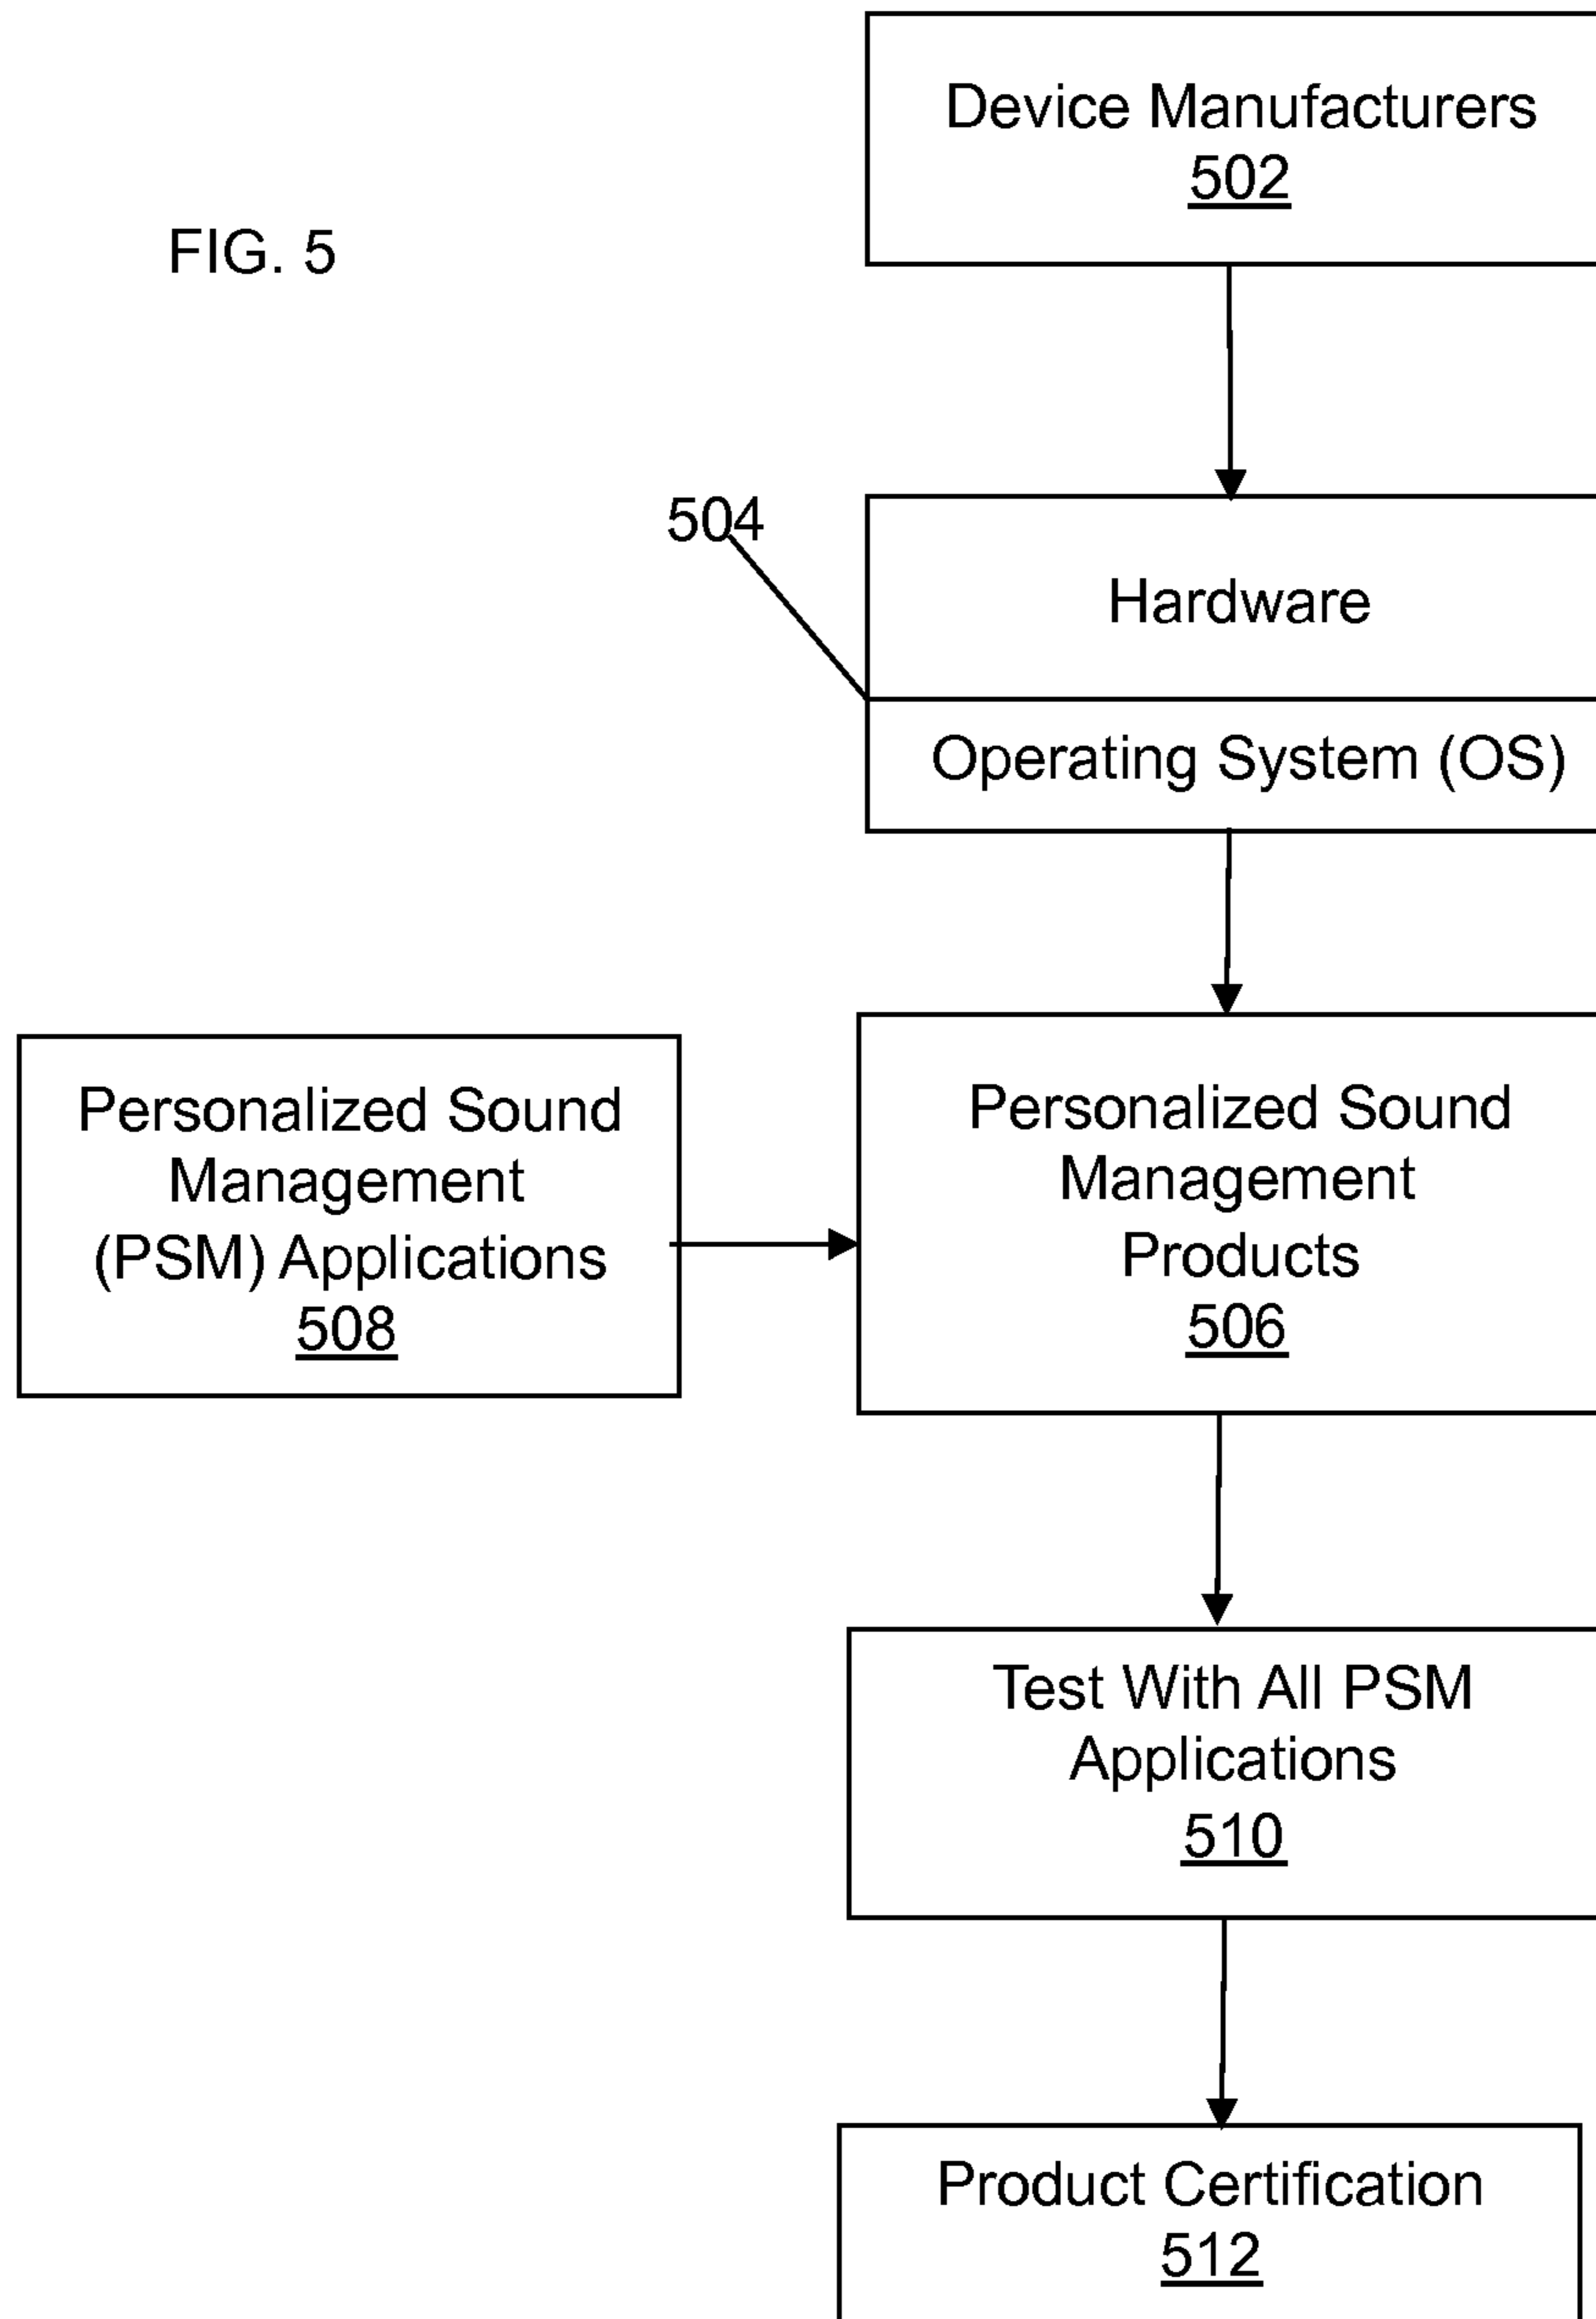 Device Manufacturers
502
FIG. 5
504
Hardware
Operating System (OS)
Personalized Sound
Management
(PSM) Applications
508
Personalized Sound
Management
Products
506
Test With All PSM
Applications
510
Product Certification
512